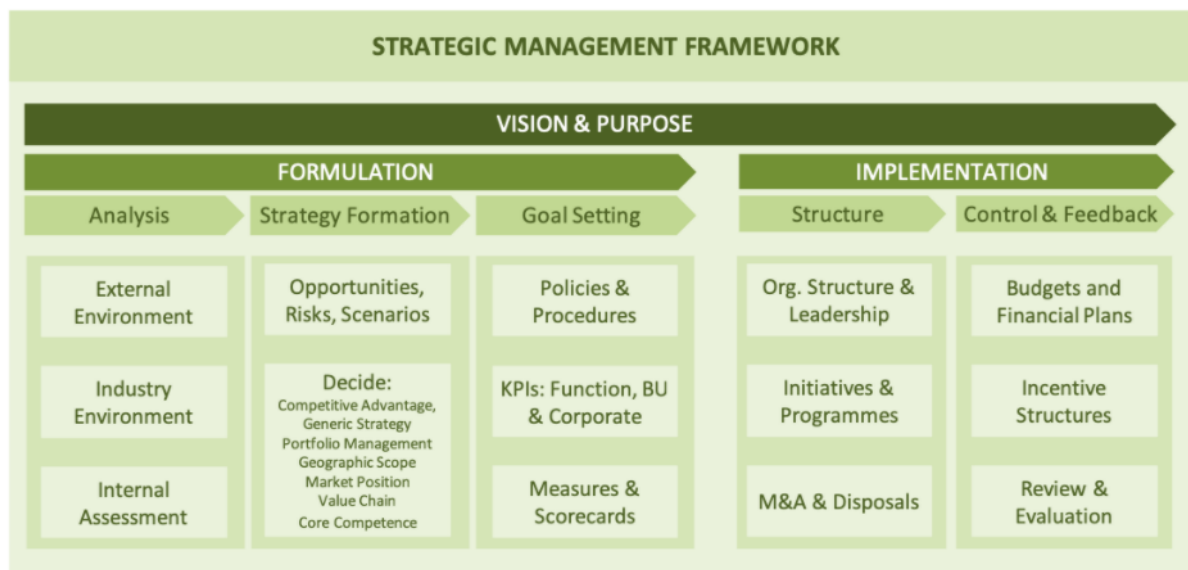 STRATEGIC MANAGEMENT FRAMEWORK
VISION & PURPOSE
FORMULATION
IMPLEMENTATION
Analysis
Strategy Formation
Goal Setting
Structure
Control & Feedback
External
Environment
Industry
Environment
Internal
Assessment
Opportunities,
Risks, Scenarios
Decide:
Competitive Advantage,
Generic Strategy
Portfolio Management
Geographic Scope
Market Position
Value Chain
Core Competence
Policies &
Procedures
KPIs: Function, BU
& Corporate
Measures &
Scorecards
Org. Structure &
Leadership
Initiatives &
Programmes
M&A & Disposals
Budgets and
Financial Plans
Incentive
Structures
Review &
Evaluation